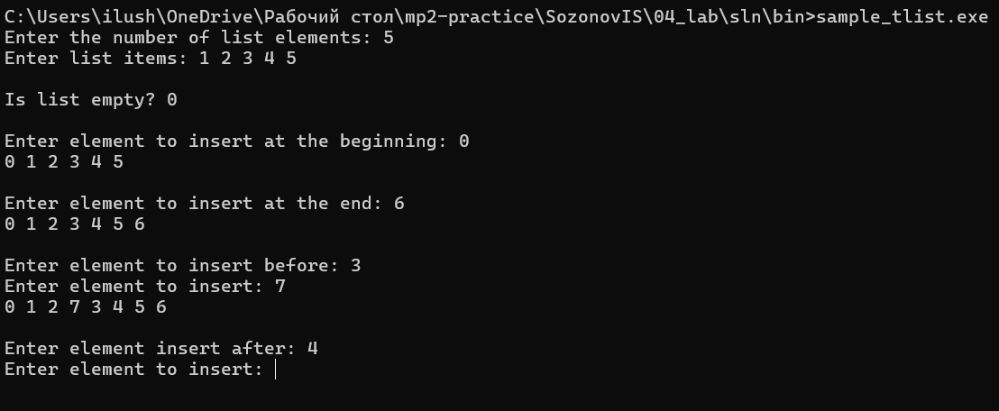 C:\Users\ilush\OneDrive\Рабочий стол\mp2-practice\SozonovIS\04_lab\sln\bin>sample_tlist.exe
Enter the number of list elements: 5
Enter list items: 1 2 3 4 5
Is list empty? 0
Enter element to insert at the beginning: 0
0 1 2 3 4 5
Enter element to insert at the end: 6
0 1 2 3 4 5 6
Enter element to insert before: 3
Enter element to insert: 7
0 1 2 7 3 4 5 6
Enter element insert after: 4
Enter element to insert: